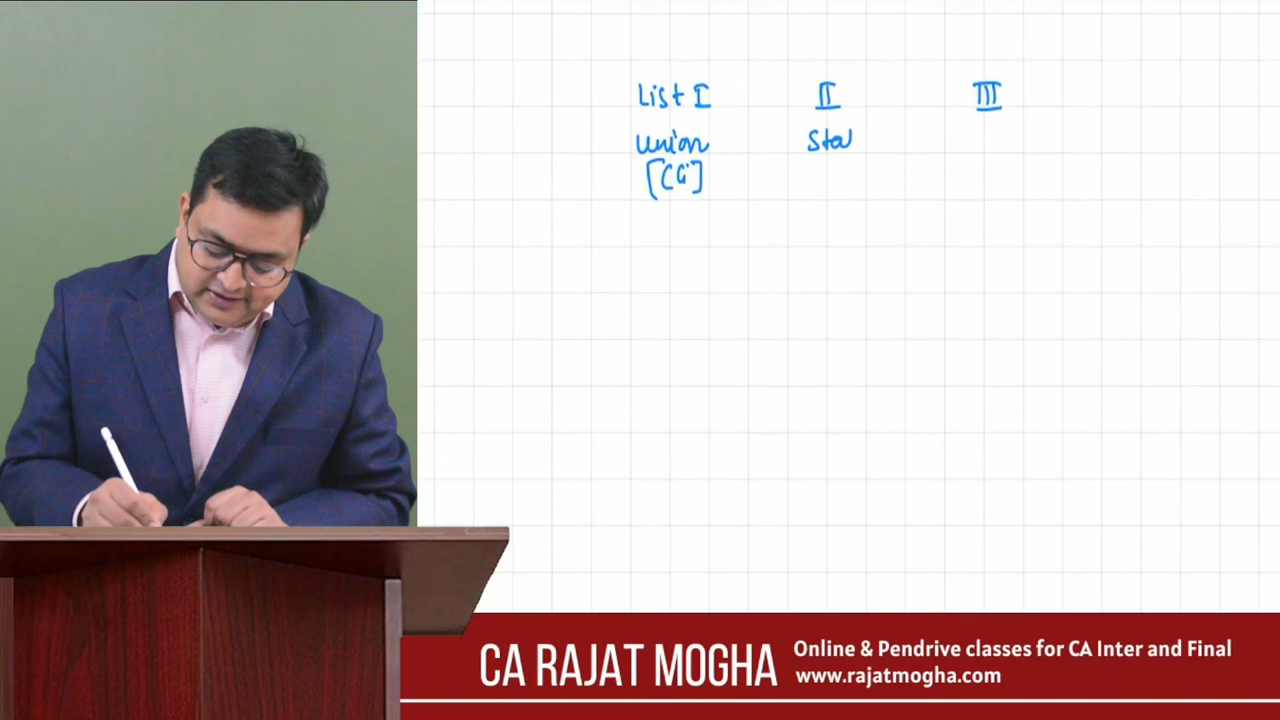 List I II III
Union Sta
[CG]
CA RAJAT MOGHA
Online & Pendrive classes for CA Inter and Final
www.rajatmogha.com